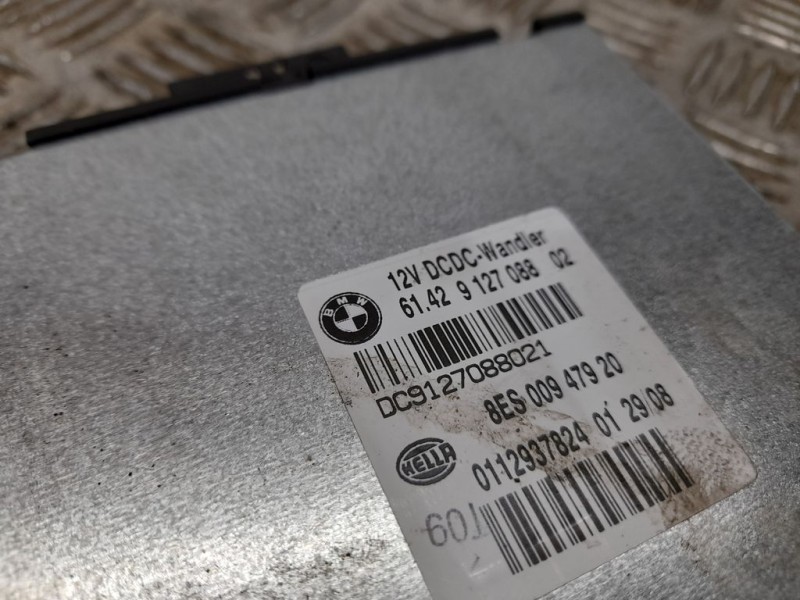 12V DCDC-Wandler
61.42 9 127 088 02
BMW
DC9127088021
8ES 009 479 20
HELLA
0112937824 01 29/08